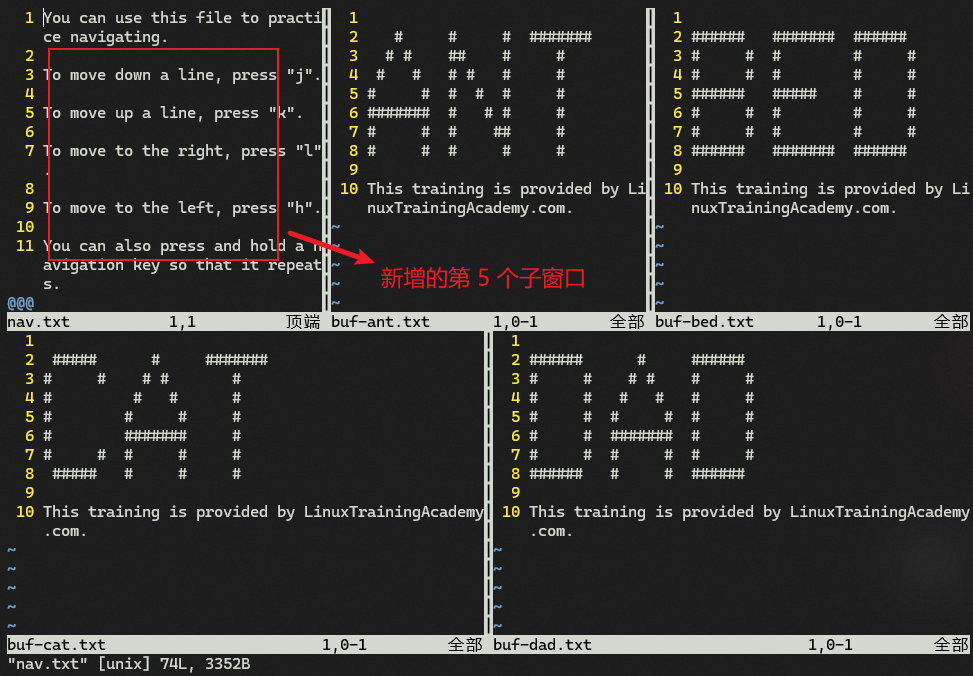 1 You can use this file to practi
ce navigating.
2
3 To move down a line, press "j".
4
5 To move up a line, press "k".
6
7 To move to the right, press "l"
.
8
9 To move to the left, press "h".
10
11 You can also press and hold a n
avigation key so that it repeat
s.
@@@
nav.txt 1,1 顶端
1
2    #     #     #  #######
3   # #    ##    #     #
4  #   #   # #   #     #
5 #     #  #  #  #     #
6 #######  #   # #     #
7 #     #  #    ##     #
8 #     #  #     #     #
9
10 This training is provided by Li
nuxTrainingAcademy.com.
~
~
~
~
~
buf-ant.txt 1,0-1 全部
1
2 ######   #######  ######
3 #     #  #        #     #
4 #     #  #        #     #
5 ######   #####    #     #
6 #     #  #        #     #
7 #     #  #        #     #
8 ######   #######  ######
9
10 This training is provided by Li
nuxTrainingAcademy.com.
~
~
~
~
~
buf-bed.txt 1,0-1 全部
新增的第 5 个子窗口
1
2  #####      #     #######
3 #     #    # #       #
4 #         #   #      #
5 #        #     #     #
6 #        #######     #
7 #     #  #     #     #
8  #####   #     #     #
9
10 This training is provided by LinuxTrainingAcademy
.com.
~
~
~
~
~
buf-cat.txt 1,0-1 全部
1
2 ######      #     ######
3 #     #    # #    #     #
4 #     #   #   #   #     #
5 #     #  #     #  #     #
6 #     #  #######  #     #
7 #     #  #     #  #     #
8 ######   #     #  ######
9
10 This training is provided by LinuxTrainingAcademy
.com.
~
~
~
~
~
buf-dad.txt 1,0-1 全部
"nav.txt" [unix] 74L, 3352B